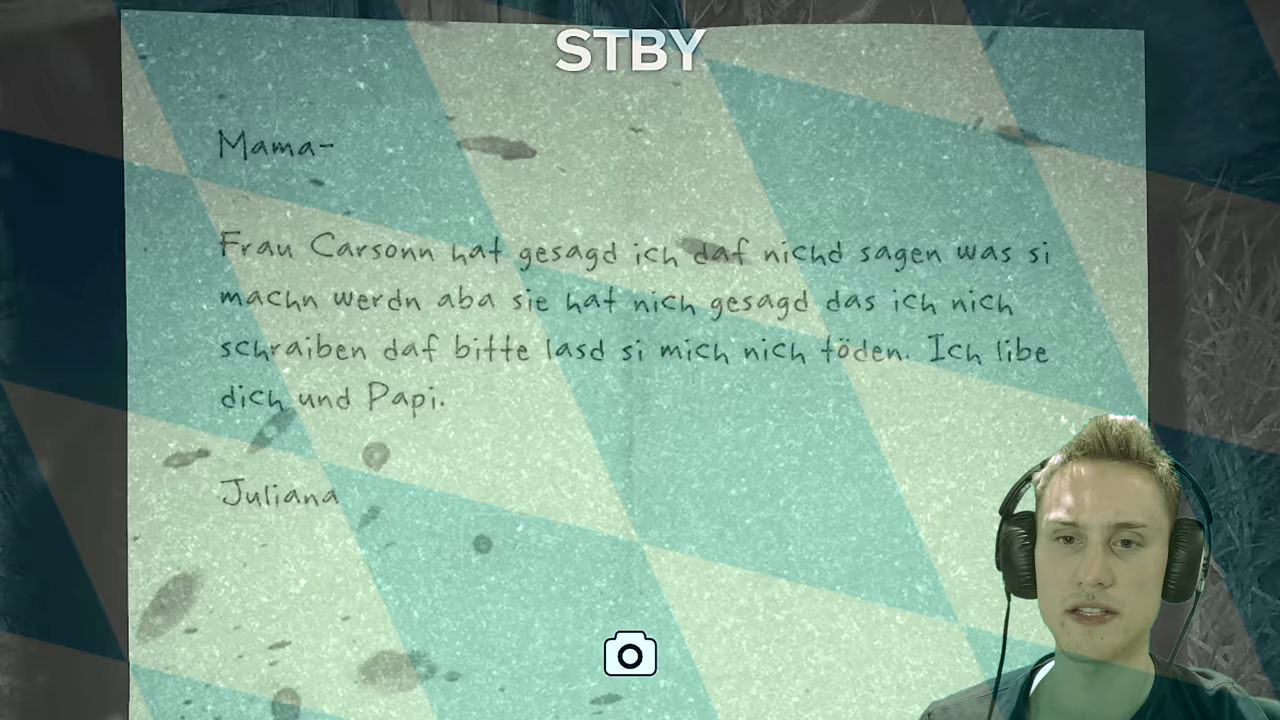 STBY
Mama-
Frau Carsonn hat gesagd ich daf nichd sagen was si
machn werdn aba sie hat nich gesagd das ich nich
schraiben daf bitte lasd si mich nich töden. Ich libe
dich und Papi.
Juliana